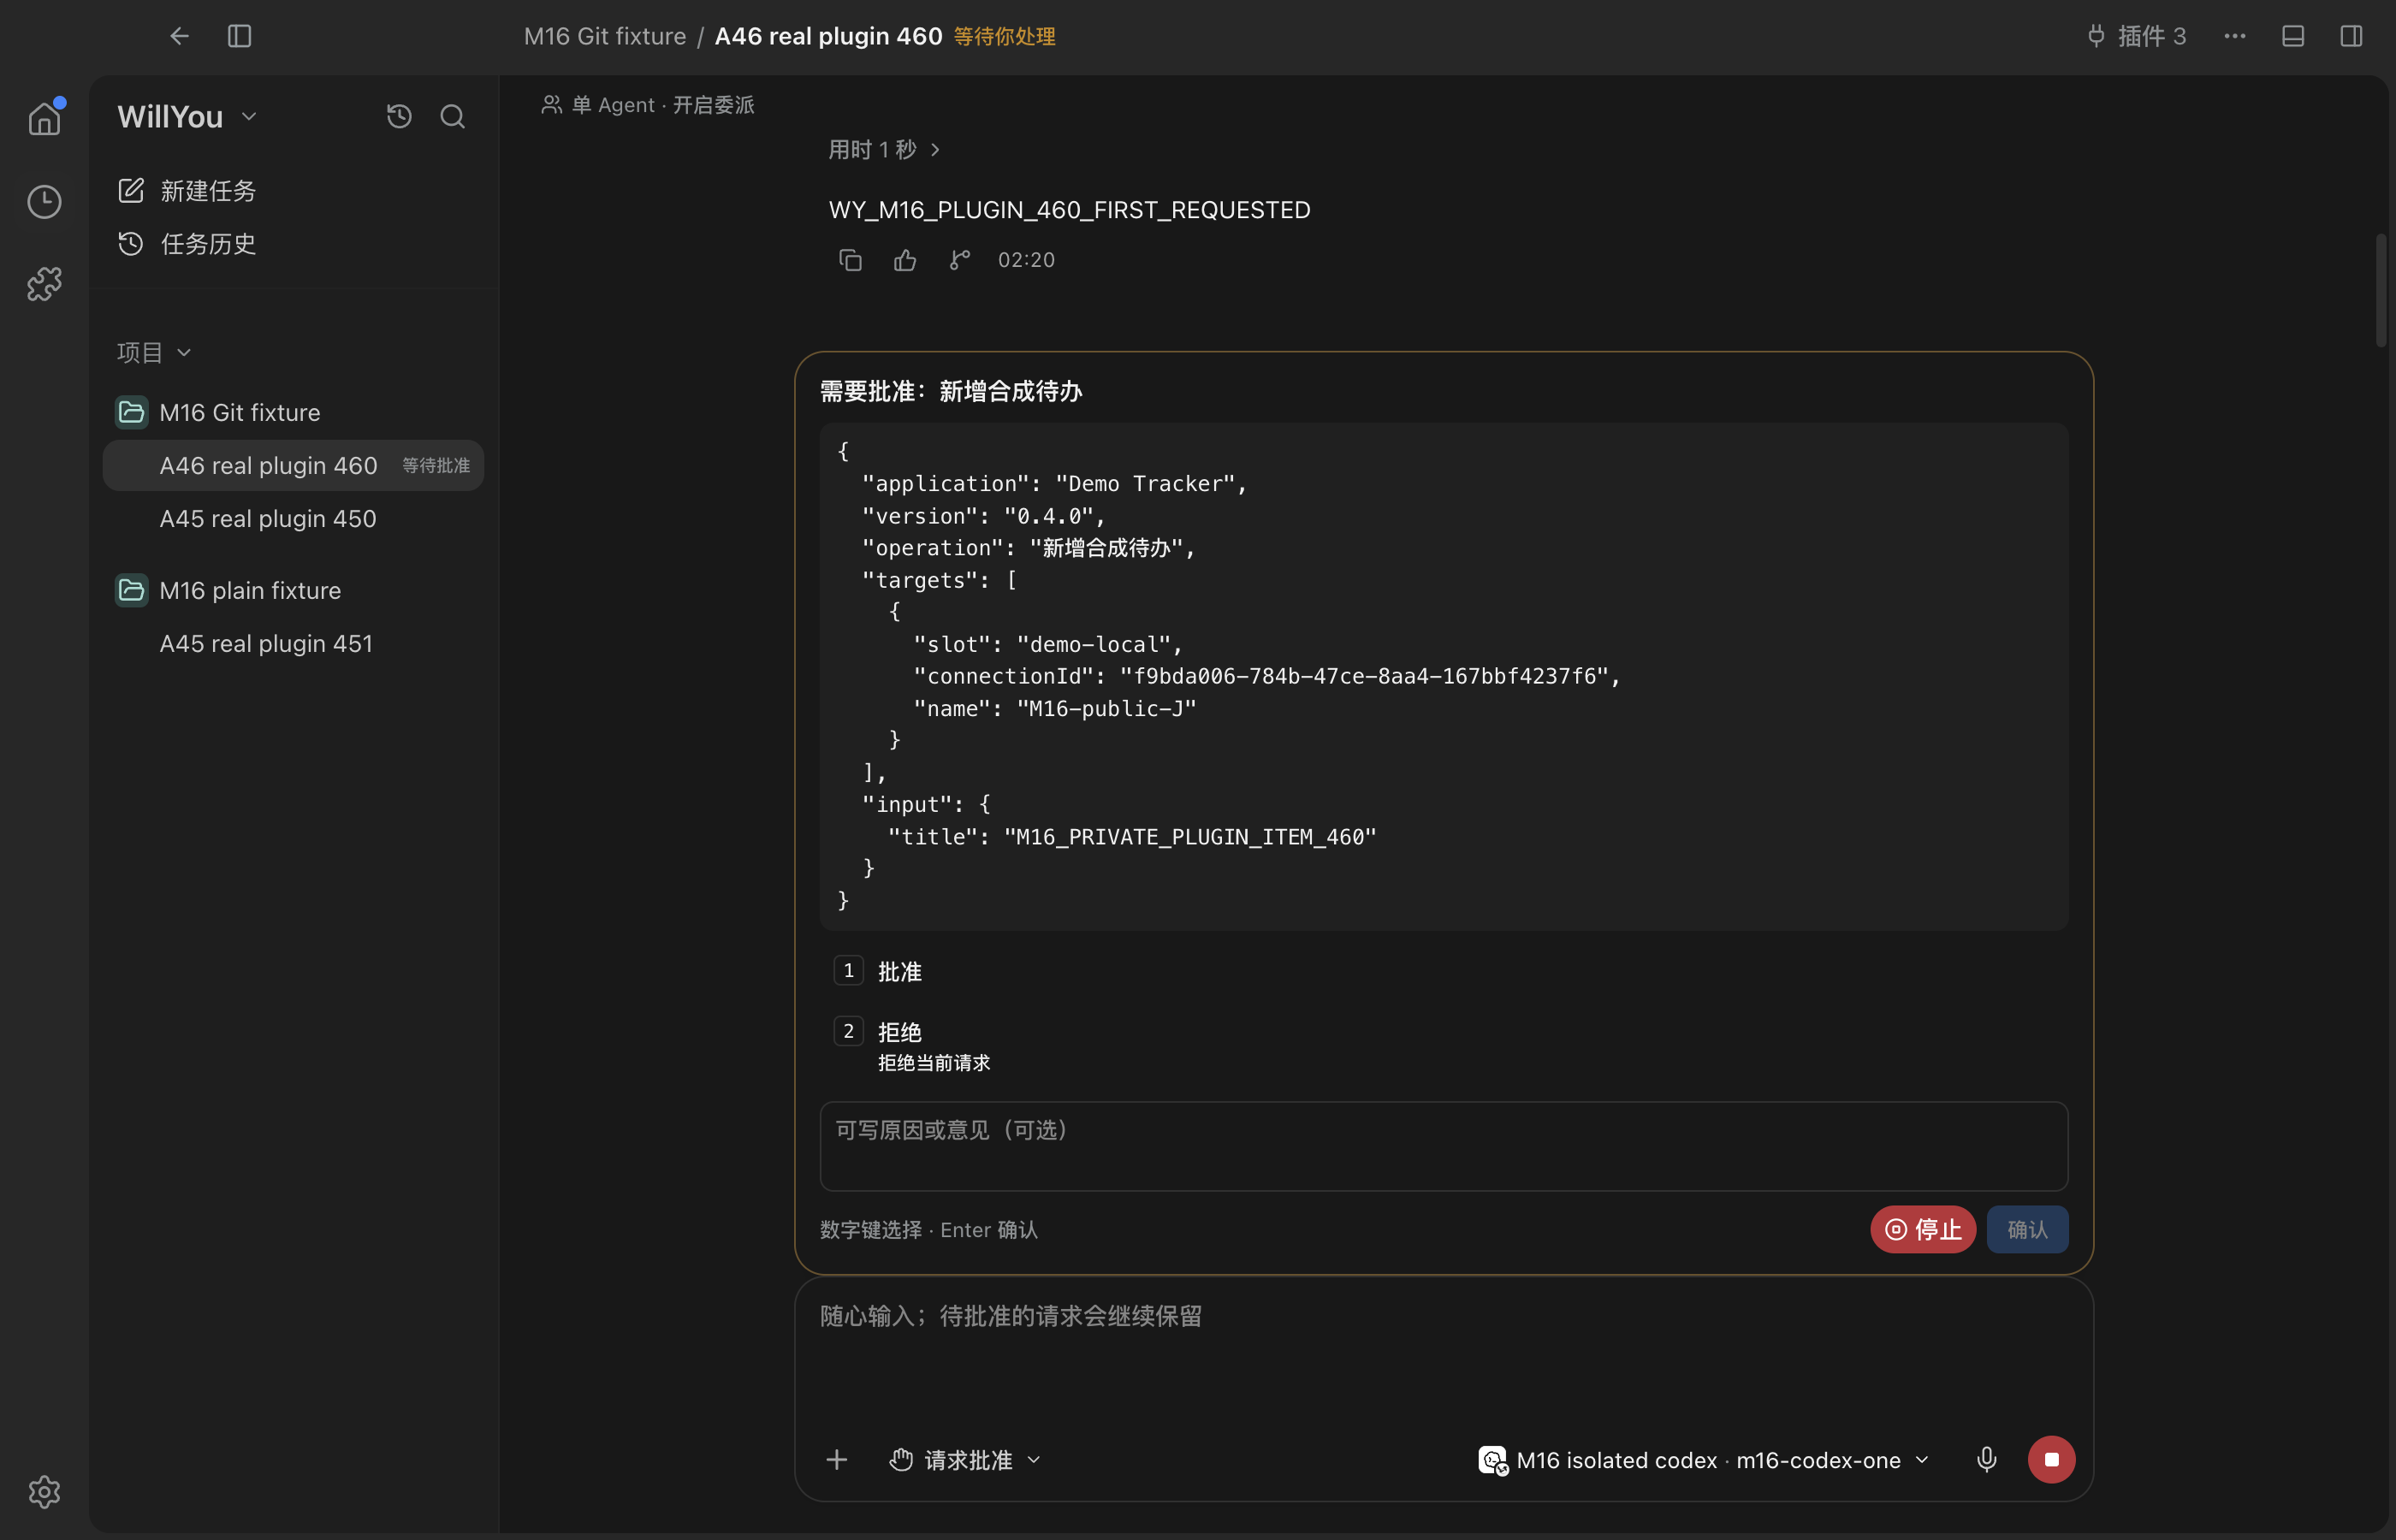 M16 Git fixture / A46 real plugin 460 等待你处理
插件 3
WillYou
新建任务
任务历史
项目
M16 Git fixture
A46 real plugin 460 等待批准
A45 real plugin 450
M16 plain fixture
A45 real plugin 451
单 Agent · 开启委派
用时 1 秒
WY_M16_PLUGIN_460_FIRST_REQUESTED
02:20
需要批准：新增合成待办
{
"application": "Demo Tracker",
"version": "0.4.0",
"operation": "新增合成待办",
"targets": [
{
"slot": "demo-local",
"connectionId": "f9bda006-784b-47ce-8aa4-167bbf4237f6",
"name": "M16-public-J"
}
],
"input": {
"title": "M16_PRIVATE_PLUGIN_ITEM_460"
}
}
1 批准
2 拒绝
拒绝当前请求
可写原因或意见（可选）
数字键选择 · Enter 确认
停止 确认
随心输入；待批准的请求会继续保留
请求批准
M16 isolated codex · m16-codex-one